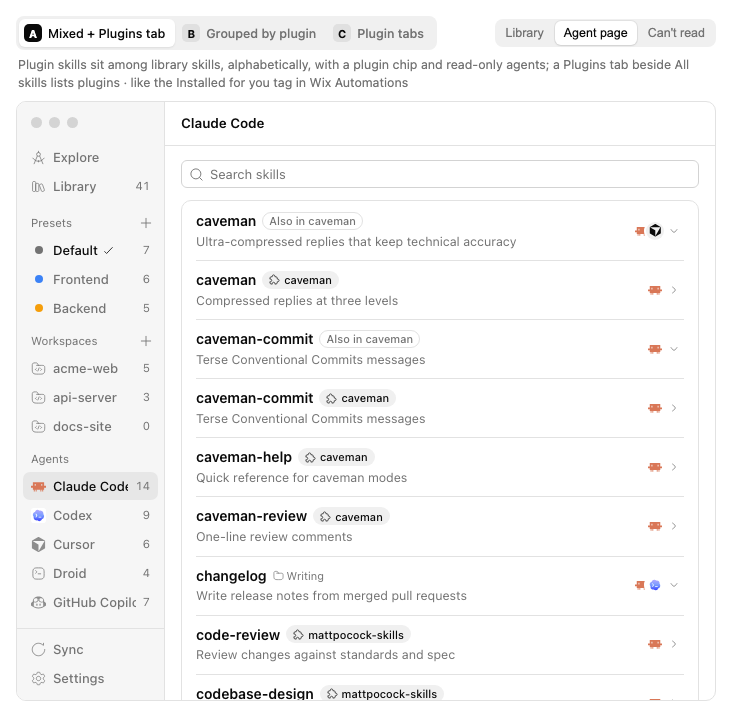 A Mixed + Plugins tab B Grouped by plugin C Plugin tabs Library Agent page Can't read
Plugin skills sit among library skills, alphabetically, with a plugin chip and read-only agents; a Plugins tab beside All
skills lists plugins · like the Installed for you tag in Wix Automations
Claude Code
Explore
Library 41
Presets
Default 7
Frontend 6
Backend 5
Workspaces
acme-web 5
api-server 3
docs-site 0
Agents
Claude Code 14
Codex 9
Cursor 6
Droid 4
GitHub Copilc 7
Sync
Settings
Search skills
caveman Also in caveman
Ultra-compressed replies that keep technical accuracy
caveman caveman
Compressed replies at three levels
caveman-commit Also in caveman
Terse Conventional Commits messages
caveman-commit caveman
Terse Conventional Commits messages
caveman-help caveman
Quick reference for caveman modes
caveman-review caveman
One-line review comments
changelog Writing
Write release notes from merged pull requests
code-review mattpocock-skills
Review changes against standards and spec
codebase-design mattpocock-skills